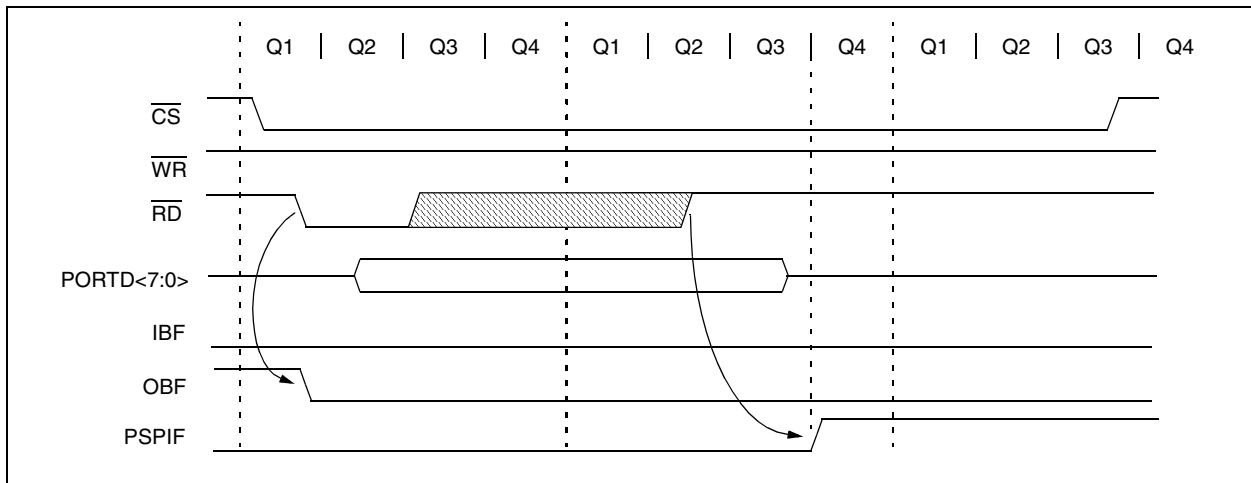 Q1 | Q2 | Q3 | Q4 | Q1 | Q2 | Q3 | Q4 | Q1 | Q2 | Q3 | Q4
CS
WR
RD
PORTD<7:0>
IBF
OBF
PSPIF